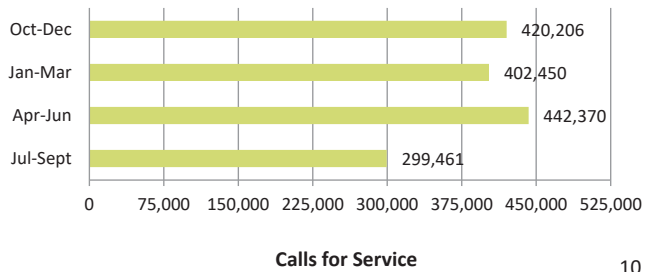 Oct-Dec 420,206
Jan-Mar 402,450
Apr-Jun 442,370
Jul-Sept 299,461
0 75,000 150,000 225,000 300,000 375,000 450,000 525,000
Calls for Service
10